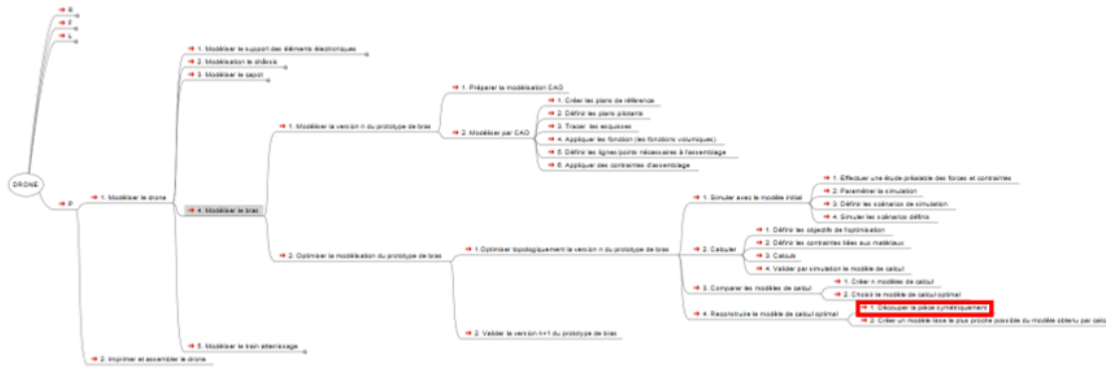 R
F
L
1. Modéliser le support des éléments électroniques
2. Modélisation le châssis
3. Modéliser le capot
1. Préparer la modélisation CAO
1. Créer les plans de référence
2. Définir les plans pilotants
1. Modéliser la version n du prototype de bras
2. Modéliser par CAO
3. Tracer les esquisses
4. Appliquer les fonction (les fonctions volumiques)
5. Définir les lignes/points nécessaires à l'assemblage
6. Appliquer des contraintes d'assemblage
DRONE
P
1. Modéliser le drone
4. Modéliser le bras
1. Simuler avec le modèle initial
1. Effectuer une étude préalable des forces et contraintes
2. Paramétrer la simulation
3. Définir les scénarios de simulation
4. Simuler les scénarios définis
2. Optimiser la modélisation du prototype de bras
1.Optimiser topologiquement la version n du prototype de bras
2. Calculer
1. Définir les objectifs de l'optimisation
2. Définir les contraintes liées aux matériaux
3. Calculs
4. Valider par simulation le modèle de calcul
3. Comparer les modèles de calcul
1. Créer n modèles de calcul
2. Choisir le modèle de calcul optimal
4. Reconstruire le modèle de calcul optimal
1. Découper la pièce symétriquement
2. Créer un modèle lisse le plus proche possible du modèle obtenu par calcu
2. Valider la version n+1 du prototype de bras
5. Modéliser le train atterrissage
2. Imprimer et assembler le drone